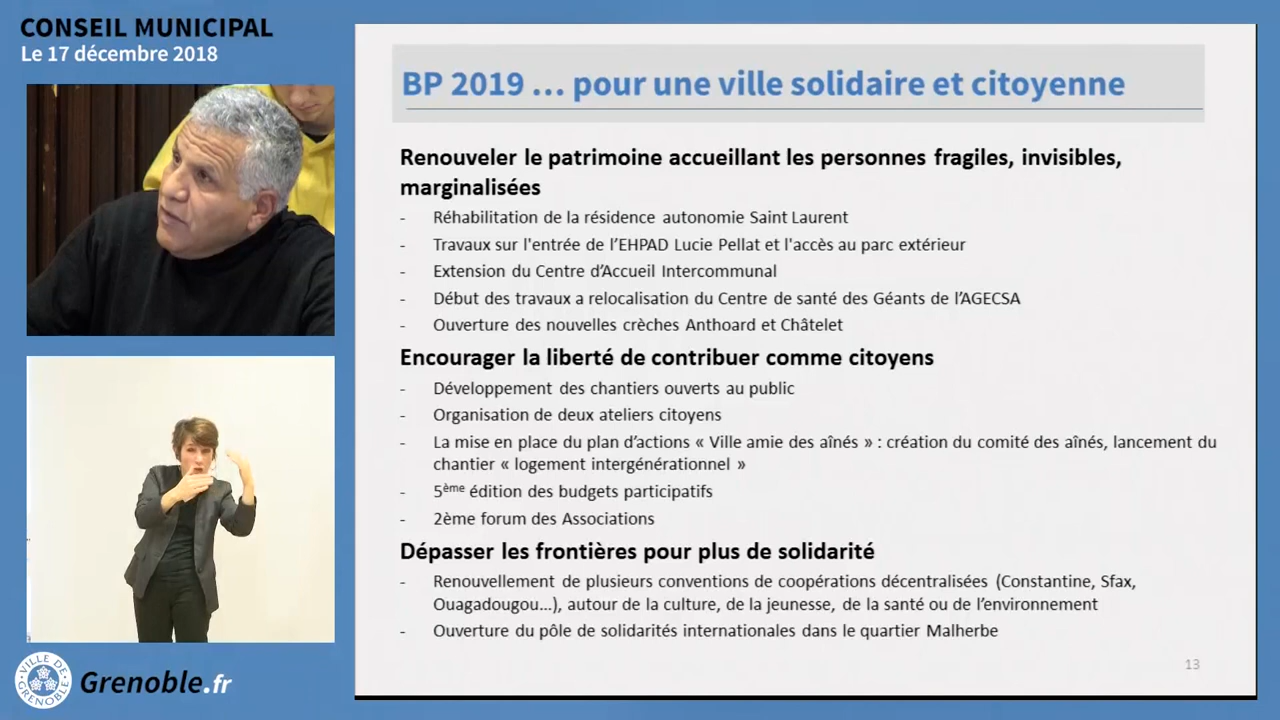 CONSEIL MUNICIPAL
Le 17 décembre 2018
BP 2019 ... pour une ville solidaire et citoyenne
Renouveler le patrimoine accueillant les personnes fragiles, invisibles,
marginalisées
- Réhabilitation de la résidence autonomie Saint Laurent
- Travaux sur l'entrée de l'EHPAD Lucie Pellat et l'accès au parc extérieur
- Extension du Centre d'Accueil Intercommunal
- Début des travaux a relocalisation du Centre de santé des Géants de l'AGECSA
- Ouverture des nouvelles crèches Anthoard et Châtelet
Encourager la liberté de contribuer comme citoyens
- Développement des chantiers ouverts au public
- Organisation de deux ateliers citoyens
- La mise en place du plan d'actions « Ville amie des aînés » : création du comité des aînés, lancement du
chantier « logement intergénérationnel »
- 5ème édition des budgets participatifs
- 2ème forum des Associations
Dépasser les frontières pour plus de solidarité
- Renouvellement de plusieurs conventions de coopérations décentralisées (Constantine, Sfax,
Ouagadougou...), autour de la culture, de la jeunesse, de la santé ou de l'environnement
- Ouverture du pôle de solidarités internationales dans le quartier Malherbe
13
VILLE DE GRENOBLE
Grenoble.fr